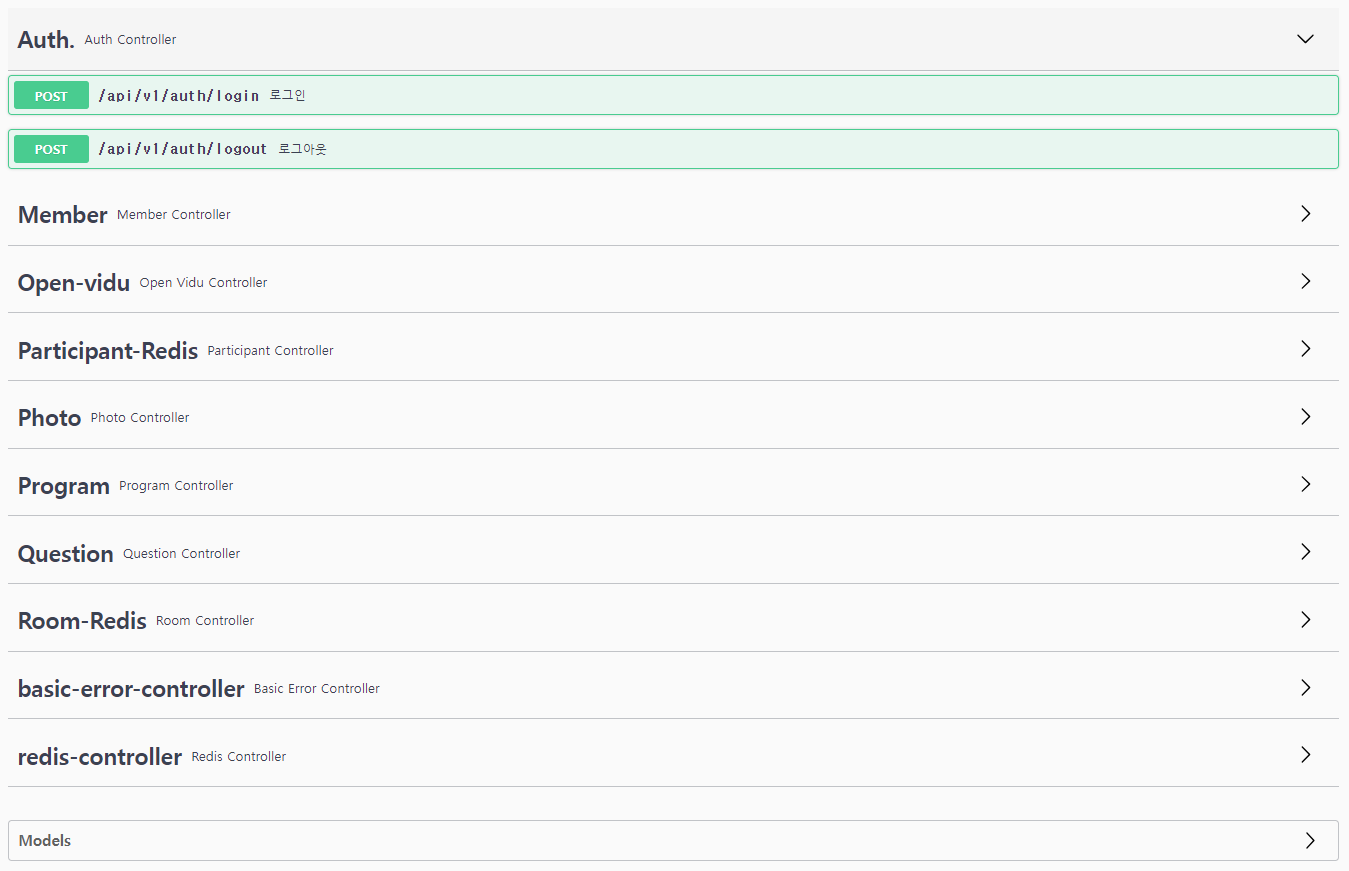 Auth. Auth Controller
POST /api/v1/auth/login 로그인
POST /api/v1/auth/logout 로그아웃
Member Member Controller
Open-vidu Open Vidu Controller
Participant-Redis Participant Controller
Photo Photo Controller
Program Program Controller
Question Question Controller
Room-Redis Room Controller
basic-error-controller Basic Error Controller
redis-controller Redis Controller
Models